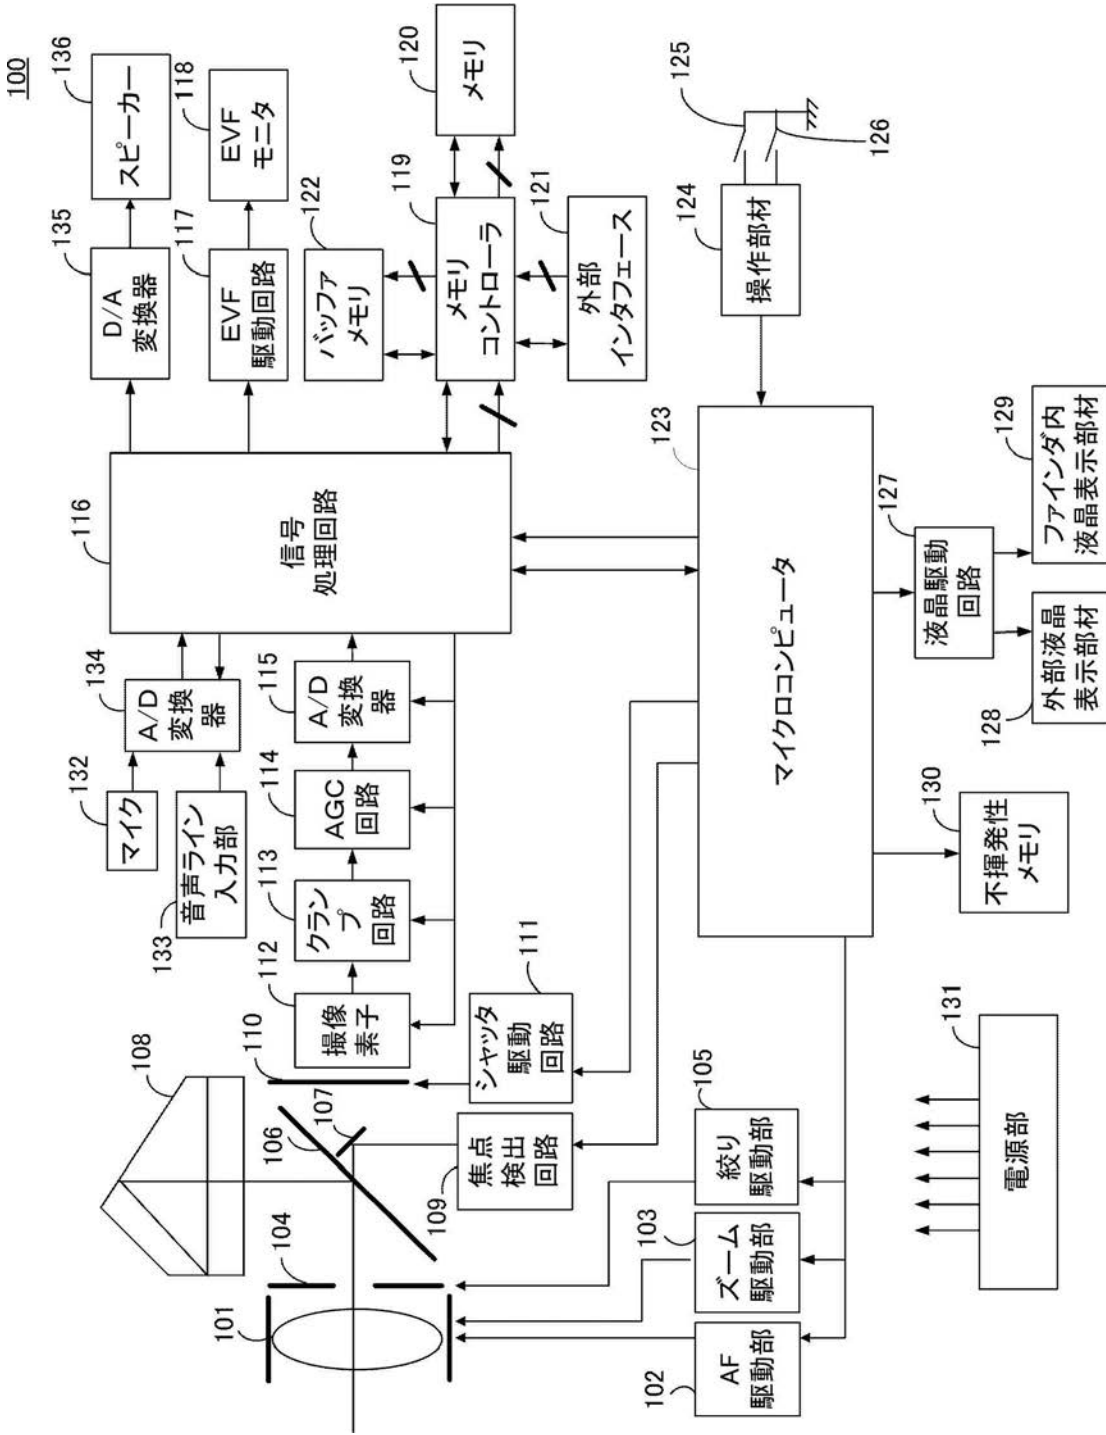 100
108
101
104
106
107
110
109
焦点
検出
回路
111
シャッタ
駆動
回路
102
AF
駆動部
103
ズーム
駆動部
105
絞り
駆動部
132
マイク
133
音声ライン
入力部
134
A/D
変換
器
112
撮像
素子
113
クラン
プ
回路
114
AGC
回路
115
A/D
変換
器
116
信号
処理回路
135
D/A
変換器
136
スピーカー
117
EVF
駆動回路
118
EVF
モニタ
122
バッファ
メモリ
119
メモリ
コントローラ
120
メモリ
121
外部
インタフェース
123
マイクロコンピュータ
124
操作部材
125
126
127
液晶駆動
回路
128
外部液晶
表示部材
129
ファインダ内
液晶表示部材
130
不揮発性
メモリ
131
電源部